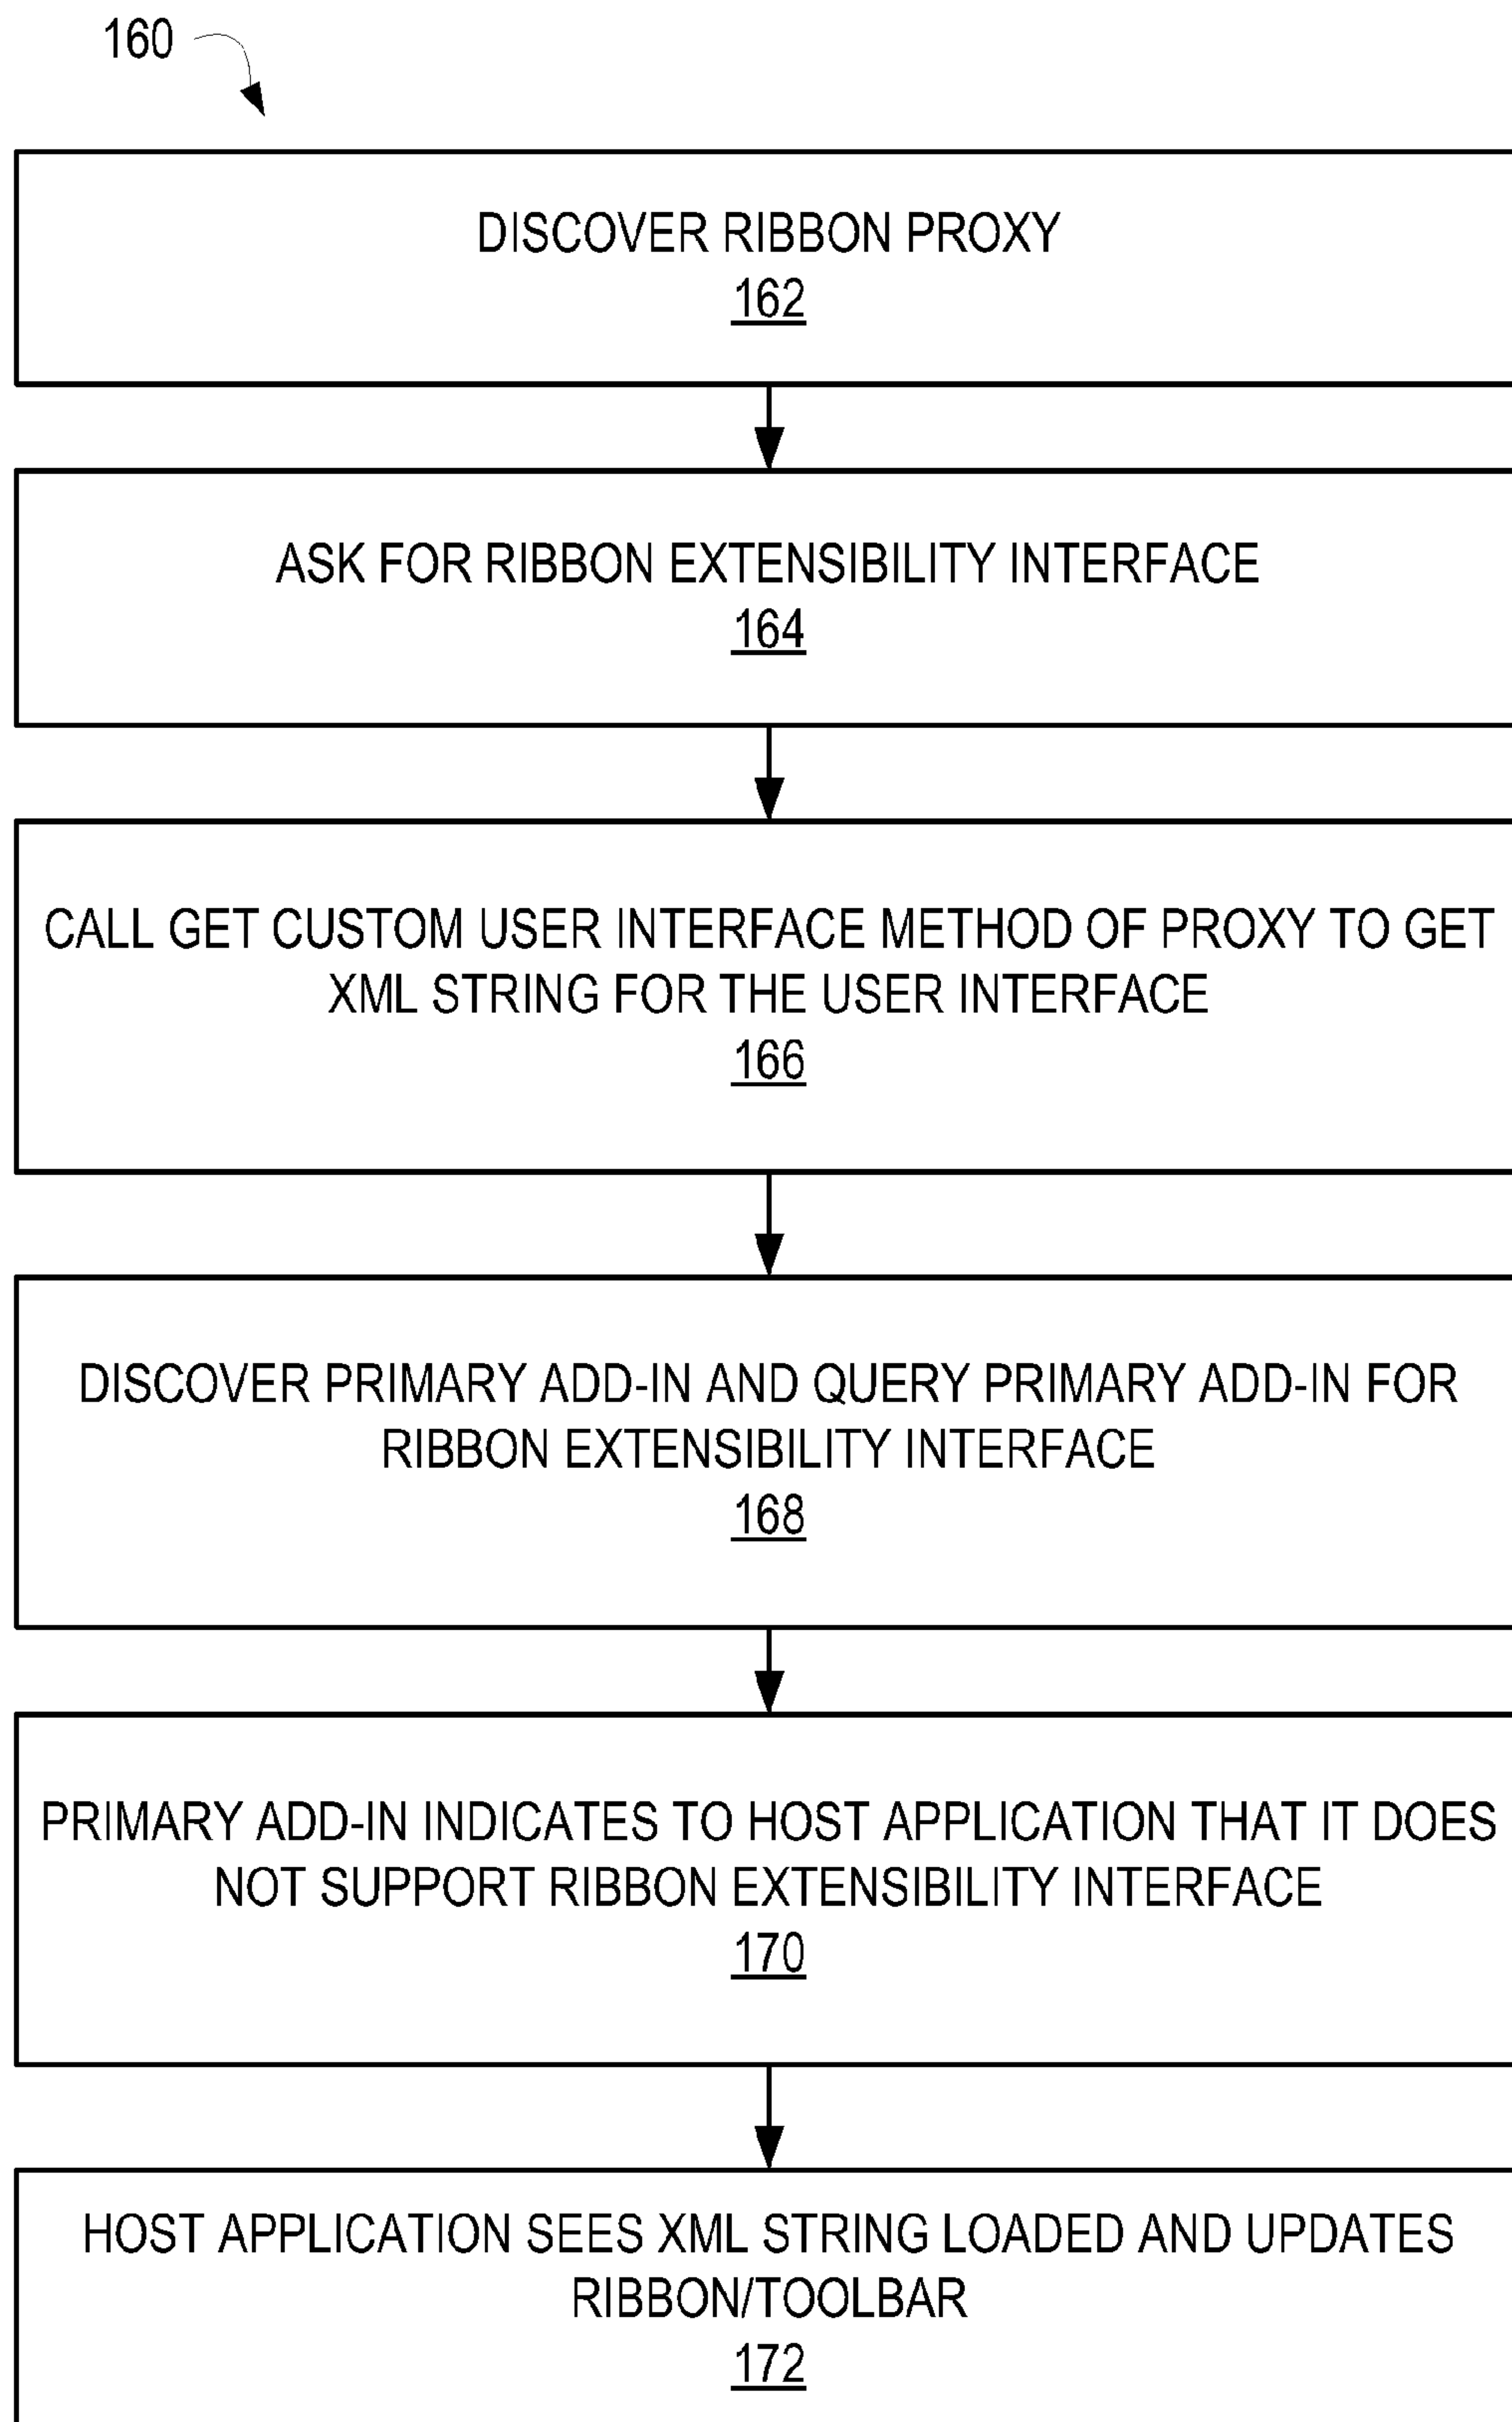 160
DISCOVER RIBBON PROXY
162
ASK FOR RIBBON EXTENSIBILITY INTERFACE
164
CALL GET CUSTOM USER INTERFACE METHOD OF PROXY TO GET
XML STRING FOR THE USER INTERFACE
166
DISCOVER PRIMARY ADD-IN AND QUERY PRIMARY ADD-IN FOR
RIBBON EXTENSIBILITY INTERFACE
168
PRIMARY ADD-IN INDICATES TO HOST APPLICATION THAT IT DOES
NOT SUPPORT RIBBON EXTENSIBILITY INTERFACE
170
HOST APPLICATION SEES XML STRING LOADED AND UPDATES
RIBBON/TOOLBAR
172